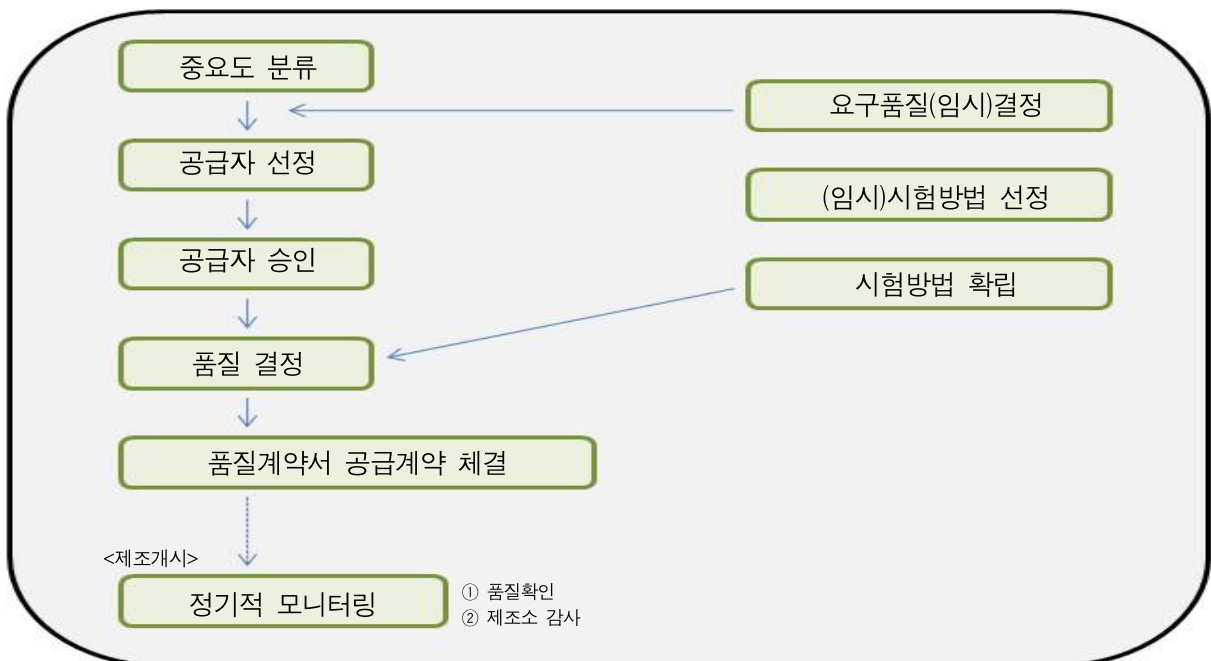 중요도 분류
요구품질(임시)결정
공급자 선정
(임시)시험방법 선정
공급자 승인
시험방법 확립
품질 결정
품질계약서 공급계약 체결
<제조개시>
정기적 모니터링
① 품질확인
② 제조소 감사